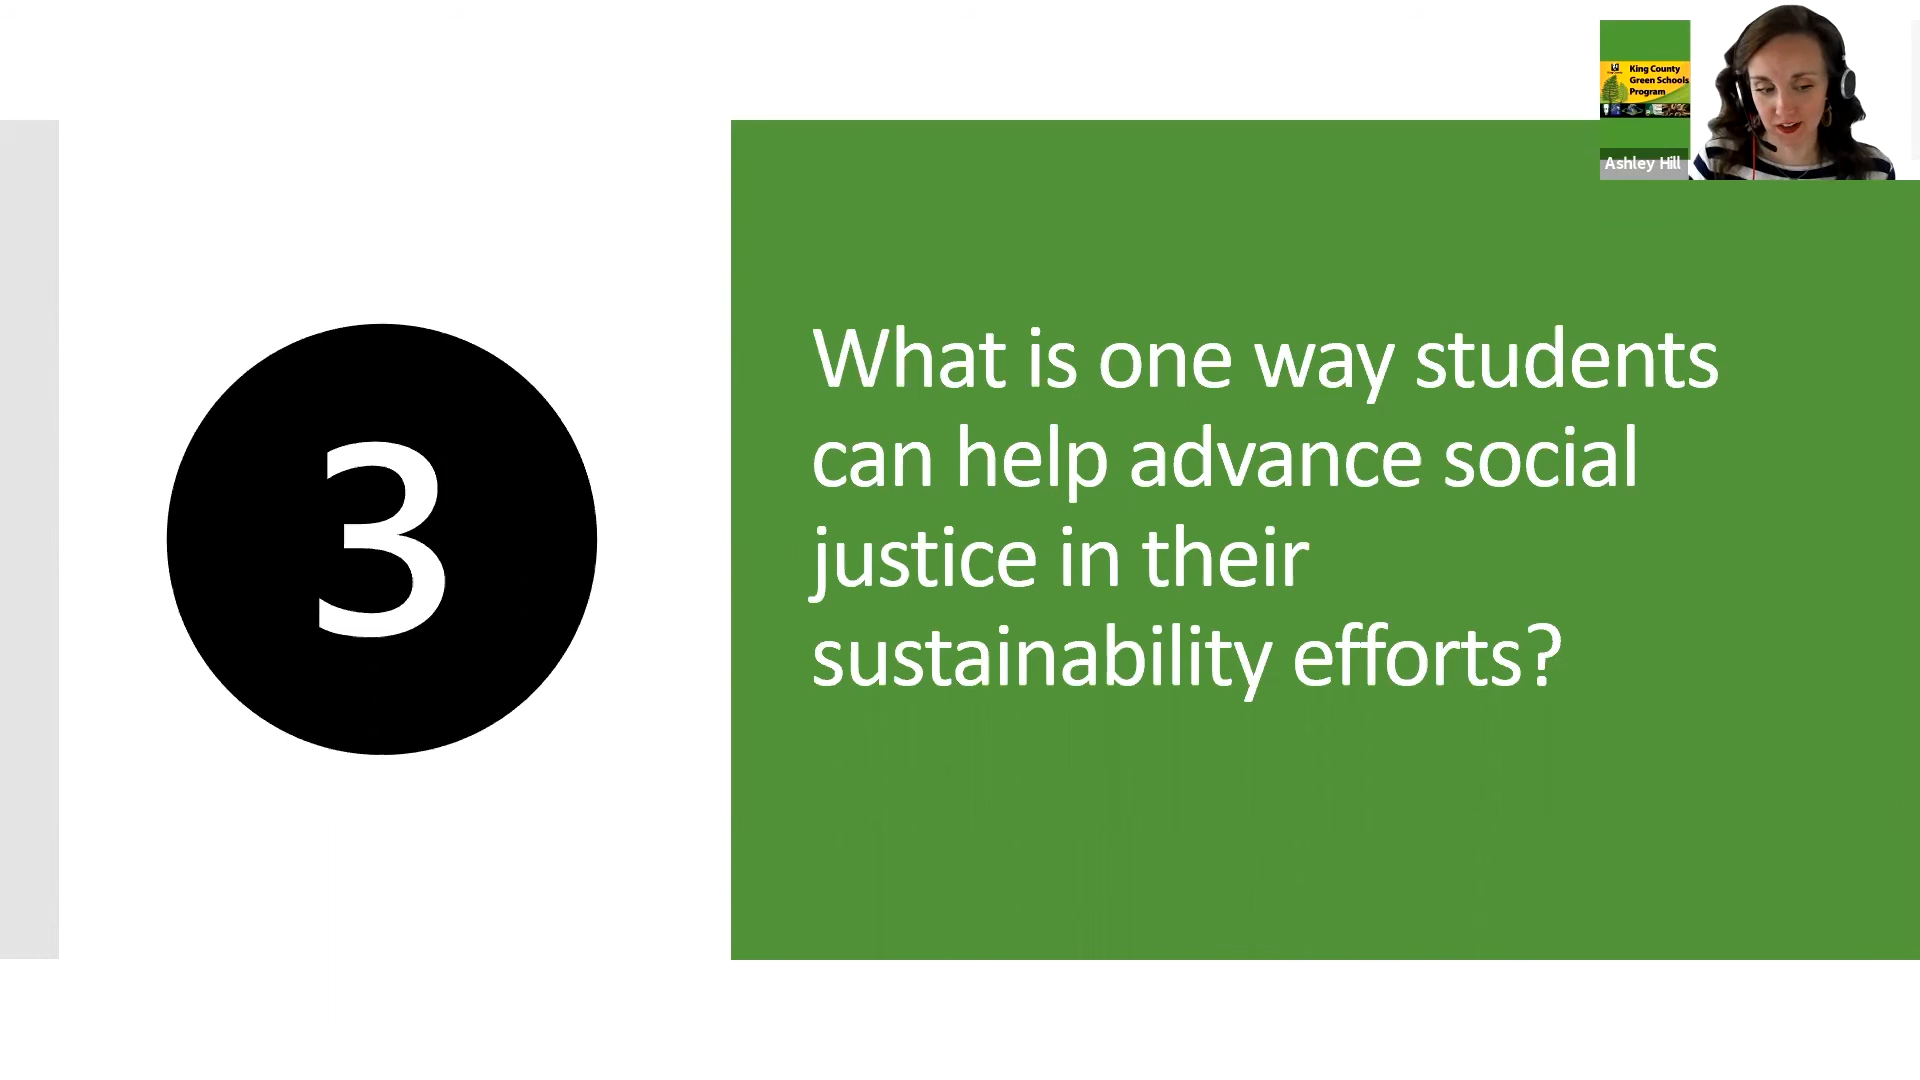 King County
Green Schools
Program
Ashley Hill
3
What is one way students
can help advance social
justice in their
sustainability efforts?